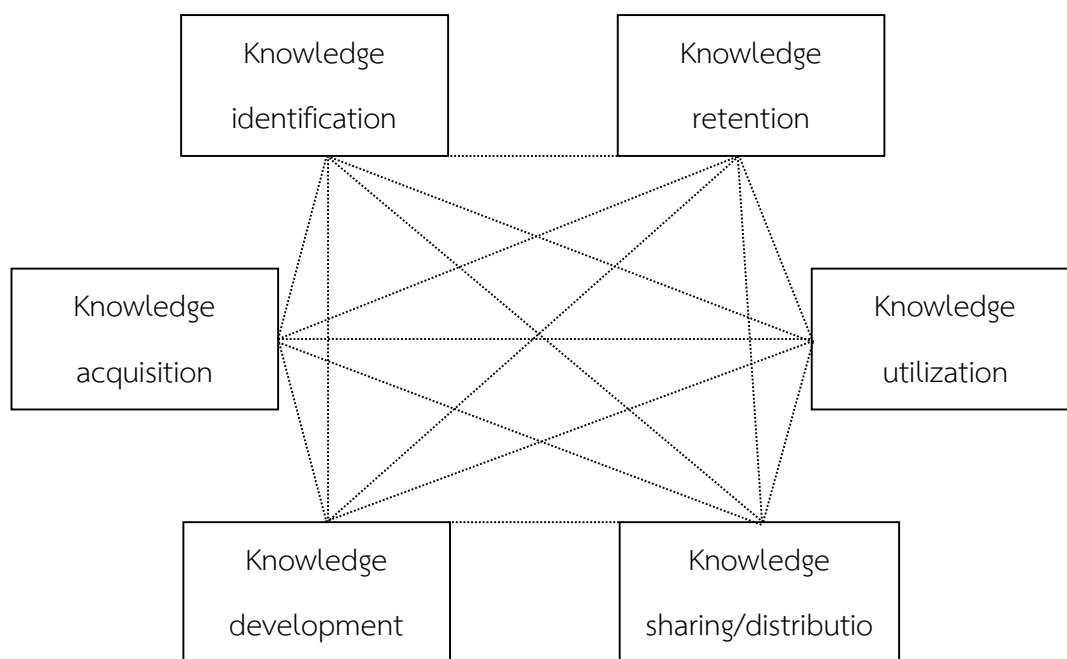 Knowledge
identification
Knowledge
retention
Knowledge
acquisition
Knowledge
utilization
Knowledge
development
Knowledge
sharing/distributio